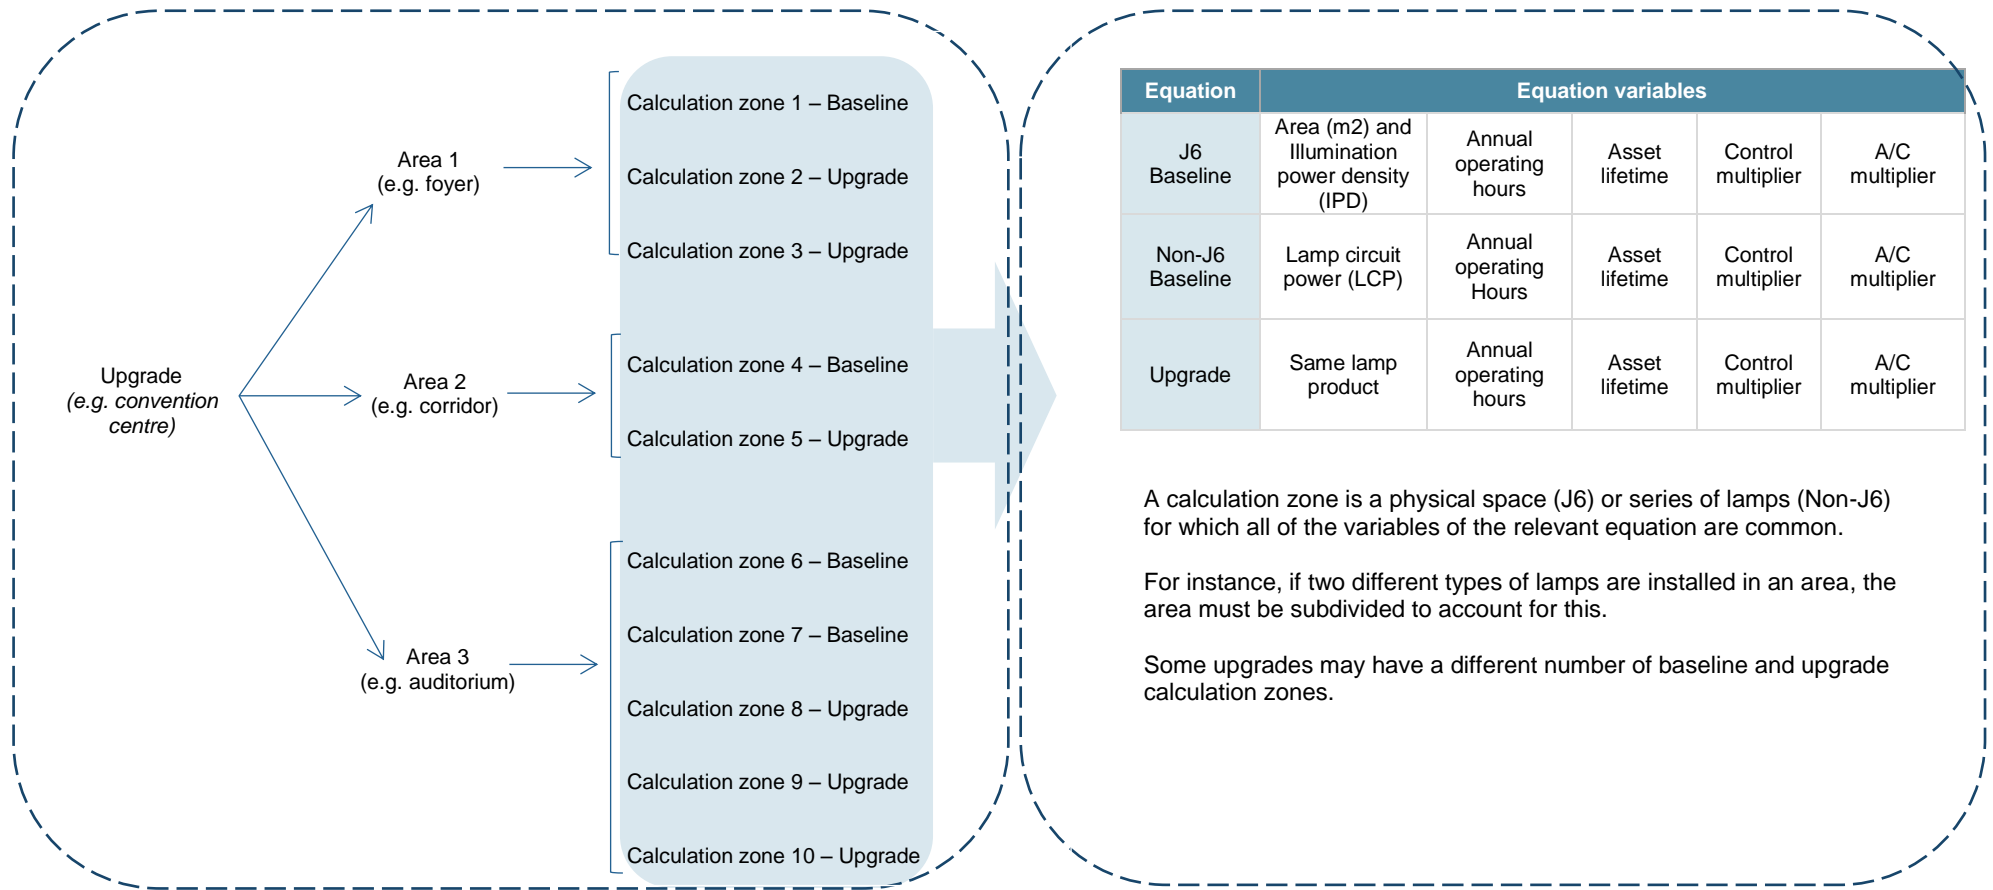 Upgrade
(e.g. convention
centre)
Area 1
(e.g. foyer)
Area 2
(e.g. corridor)
Area 3
(e.g. auditorium)
Calculation zone 1 – Baseline
Calculation zone 2 – Upgrade
Calculation zone 3 – Upgrade
Calculation zone 4 – Baseline
Calculation zone 5 – Upgrade
Calculation zone 6 – Baseline
Calculation zone 7 – Baseline
Calculation zone 8 – Upgrade
Calculation zone 9 – Upgrade
Calculation zone 10 – Upgrade
Equation
Equation variables
J6
Baseline
Area (m2) and
Illumination
power density
(IPD)
Annual
operating
hours
Asset
lifetime
Control
multiplier
A/C
multiplier
Non-J6
Baseline
Lamp circuit
power (LCP)
Annual
operating
Hours
Asset
lifetime
Control
multiplier
A/C
multiplier
Upgrade
Same lamp
product
Annual
operating
hours
Asset
lifetime
Control
multiplier
A/C
multiplier
A calculation zone is a physical space (J6) or series of lamps (Non-J6)
for which all of the variables of the relevant equation are common.
For instance, if two different types of lamps are installed in an area, the
area must be subdivided to account for this.
Some upgrades may have a different number of baseline and upgrade
calculation zones.